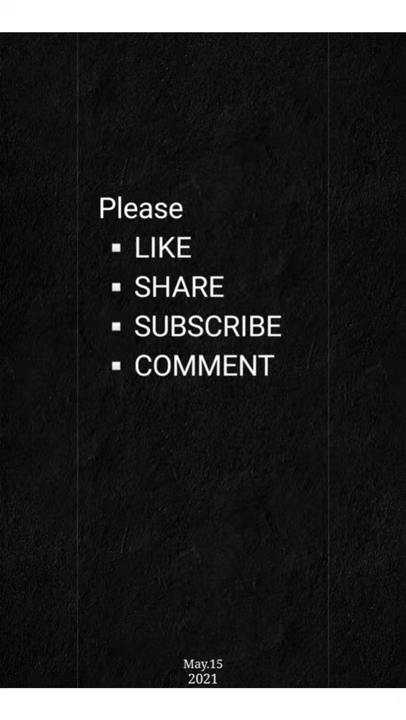 Please
▪ LIKE
▪ SHARE
▪ SUBSCRIBE
▪ COMMENT
May.15
2021